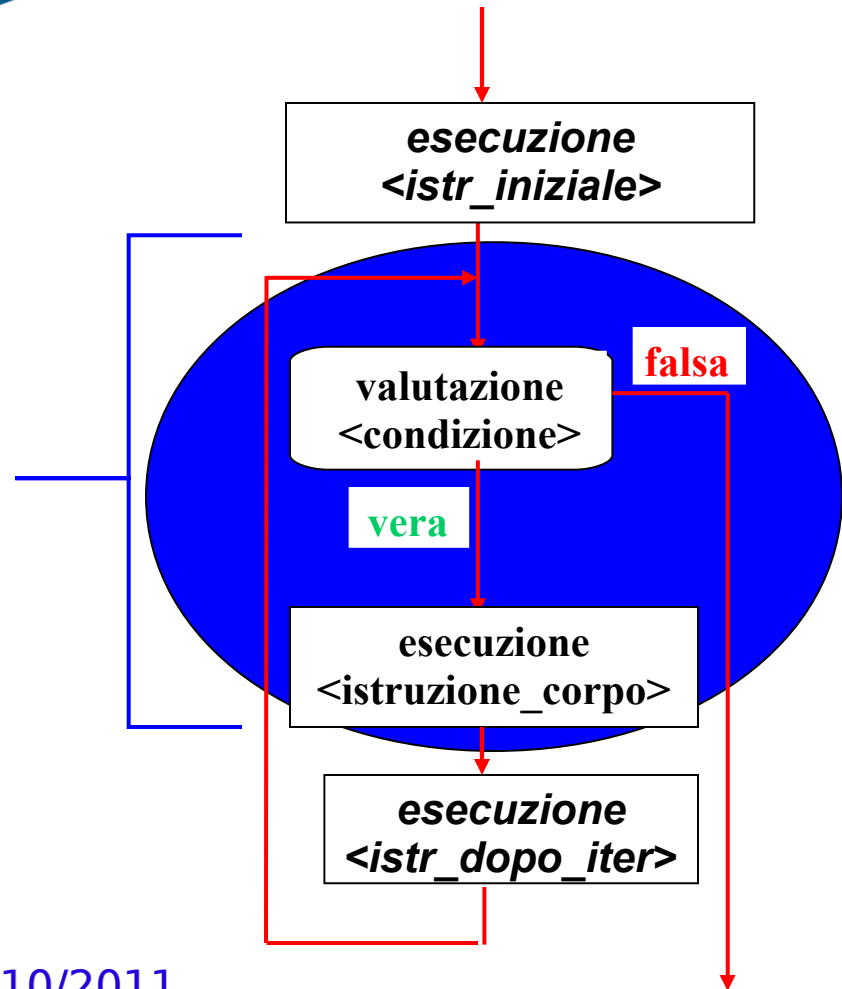 esecuzione
<istr_iniziale>
falsa
valutazione
<condizione>
vera
esecuzione
<istruzione_corpo>
esecuzione
<istr_dopo_iter>
10/2011